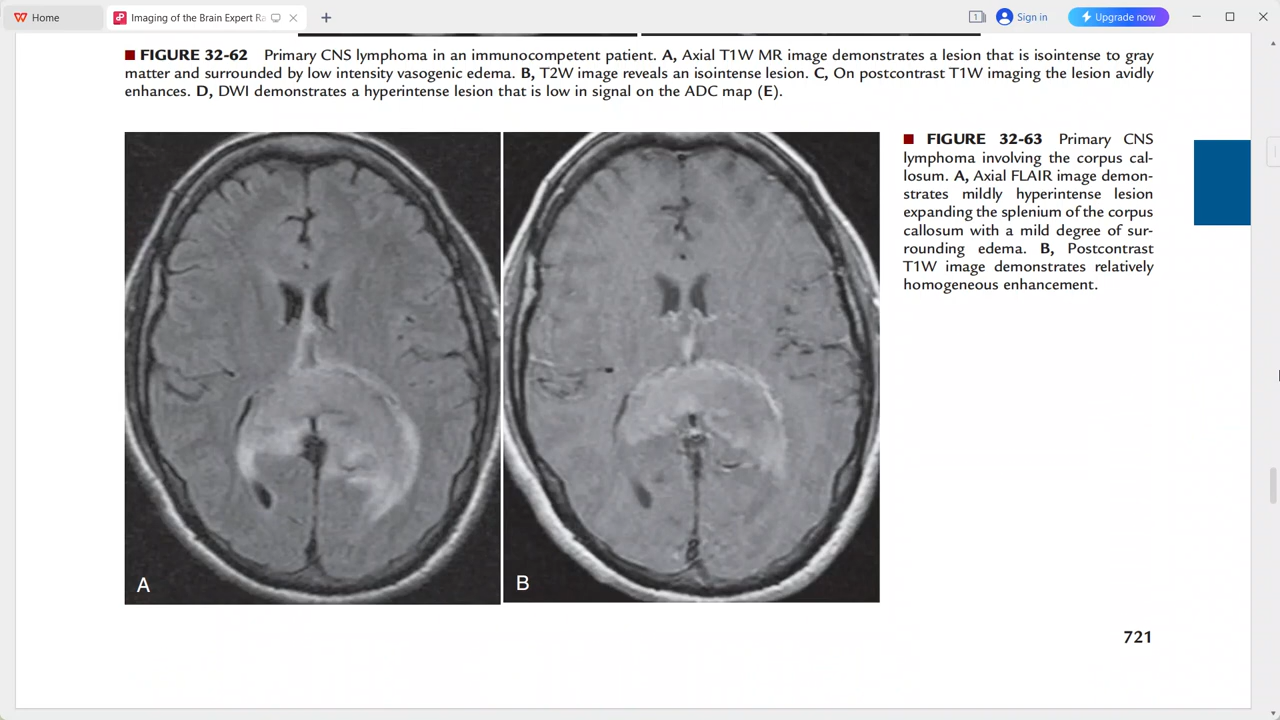 Home
Imaging of the Brain Expert Ra
Sign in
Upgrade now
■ FIGURE 32-62 Primary CNS lymphoma in an immunocompetent patient. A, Axial T1W MR image demonstrates a lesion that is isointense to gray
matter and surrounded by low intensity vasogenic edema. B, T2W image reveals an isointense lesion. C, On postcontrast T1W imaging the lesion avidly
enhances. D, DWI demonstrates a hyperintense lesion that is low in signal on the ADC map (E).
■ FIGURE 32-63 Primary CNS
lymphoma involving the corpus cal-
losum. A, Axial FLAIR image demon-
strates mildly hyperintense lesion
expanding the splenium of the corpus
callosum with a mild degree of sur-
rounding edema. B, Postcontrast
T1W image demonstrates relatively
homogeneous enhancement.
A
B
721